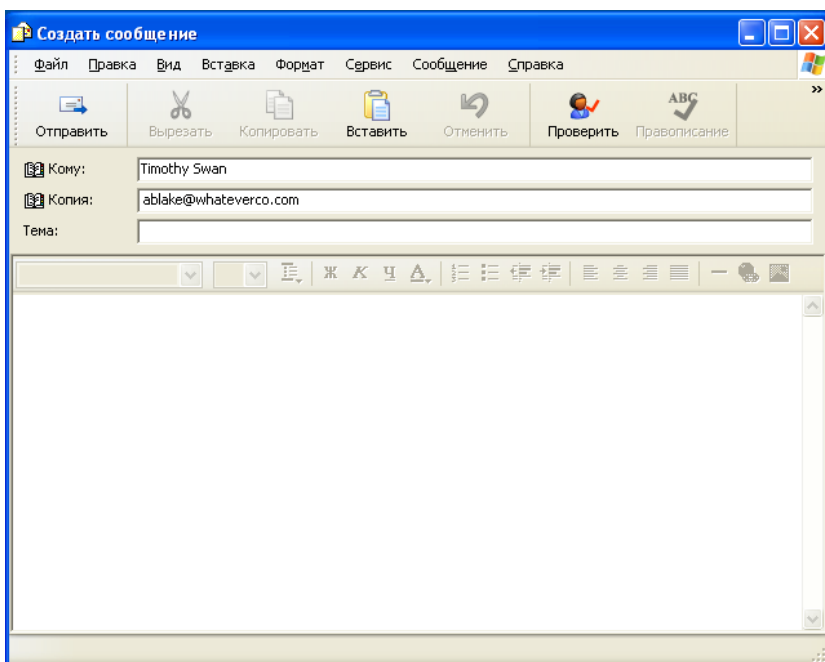 Создать сообщение
Файл Правка Вид Вставка Формат Сервис Сообщение Справка
Отправить Вырезать Копировать Вставить Отменить Проверить ABC Правописание
Кому: Timothy Swan
Копия: ablake@whateverco.com
Тема:
Ж К Ч А